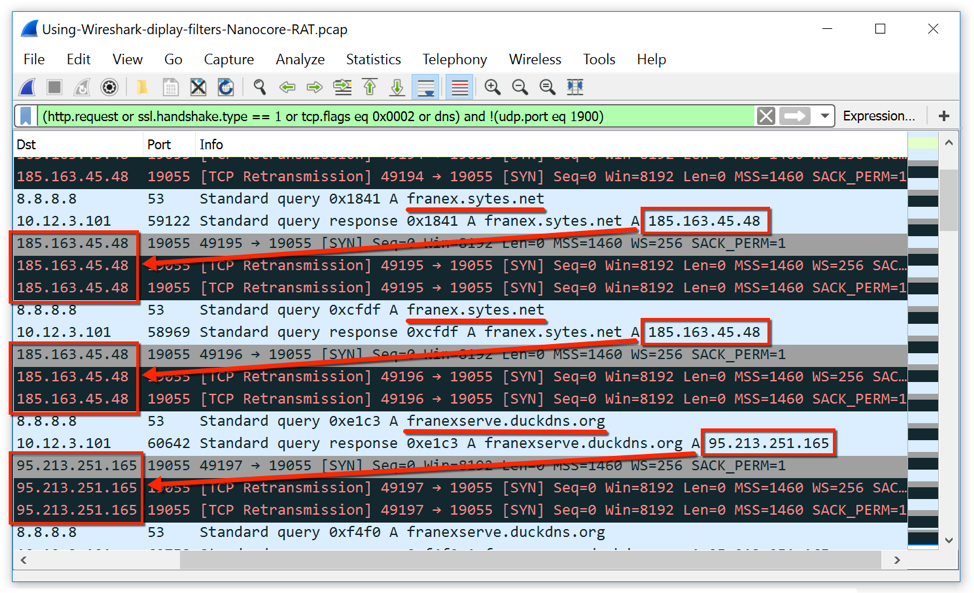 Using-Wireshark-diplay-filters-Nanocore-RAT.pcap
File Edit View Go Capture Analyze Statistics Telephony Wireless Tools Help
(http.request or ssl.handshake.type == 1 or tcp.flags eq 0x0002 or dns) and !(udp.port eq 1900) Expression... +
Dst Port Info
185.163.45.48 19055 [TCP Retransmission] 49194 → 19055 [SYN] Seq=0 Win=8192 Len=0 MSS=1460 SACK_PERM=1
8.8.8.8 53 Standard query 0x1841 A franex.sytes.net
10.12.3.101 59122 Standard query response 0x1841 A franex.sytes.net A 185.163.45.48
185.163.45.48 19055 49195 → 19055 [SYN] Seq=0 Win=8192 Len=0 MSS=1460 WS=256 SACK_PERM=1
185.163.45.48 19055 [TCP Retransmission] 49195 → 19055 [SYN] Seq=0 Win=8192 Len=0 MSS=1460 WS=256 SAC…
185.163.45.48 19055 [TCP Retransmission] 49195 → 19055 [SYN] Seq=0 Win=8192 Len=0 MSS=1460 SACK_PERM=1
8.8.8.8 53 Standard query 0xcfdf A franex.sytes.net
10.12.3.101 58969 Standard query response 0xcfdf A franex.sytes.net A 185.163.45.48
185.163.45.48 19055 49196 → 19055 [SYN] Seq=0 Win=8192 Len=0 MSS=1460 WS=256 SACK_PERM=1
185.163.45.48 19055 [TCP Retransmission] 49196 → 19055 [SYN] Seq=0 Win=8192 Len=0 MSS=1460 WS=256 SAC…
185.163.45.48 19055 [TCP Retransmission] 49196 → 19055 [SYN] Seq=0 Win=8192 Len=0 MSS=1460 SACK_PERM=1
8.8.8.8 53 Standard query 0xe1c3 A franexserve.duckdns.org
10.12.3.101 60642 Standard query response 0xe1c3 A franexserve.duckdns.org A 95.213.251.165
95.213.251.165 19055 49197 → 19055 [SYN] Seq=0 Win=8192 Len=0 MSS=1460 WS=256 SACK_PERM=1
95.213.251.165 19055 [TCP Retransmission] 49197 → 19055 [SYN] Seq=0 Win=8192 Len=0 MSS=1460 WS=256 SAC…
95.213.251.165 19055 [TCP Retransmission] 49197 → 19055 [SYN] Seq=0 Win=8192 Len=0 MSS=1460 SACK_PERM=1
8.8.8.8 53 Standard query 0xf4f0 A franexserve.duckdns.org